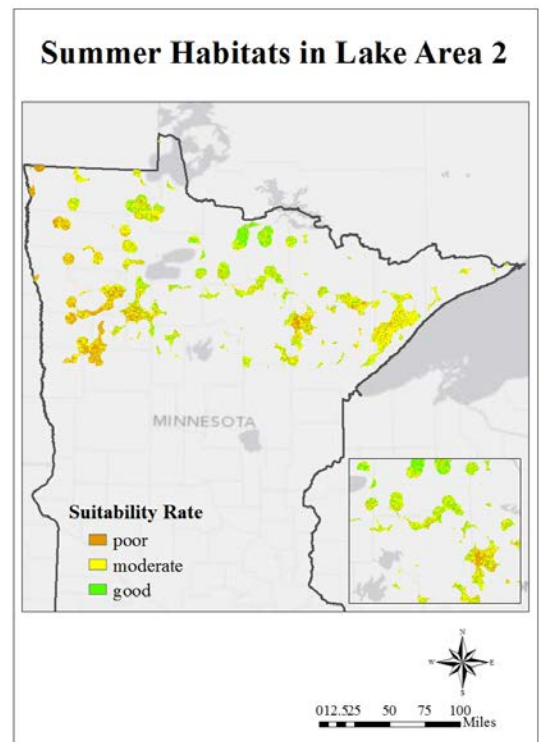 Summer Habitats in Lake Area 2
MINNESOTA
Suitability Rate
poor
moderate
good
N
W E
S
012.525 50 75 100
Miles